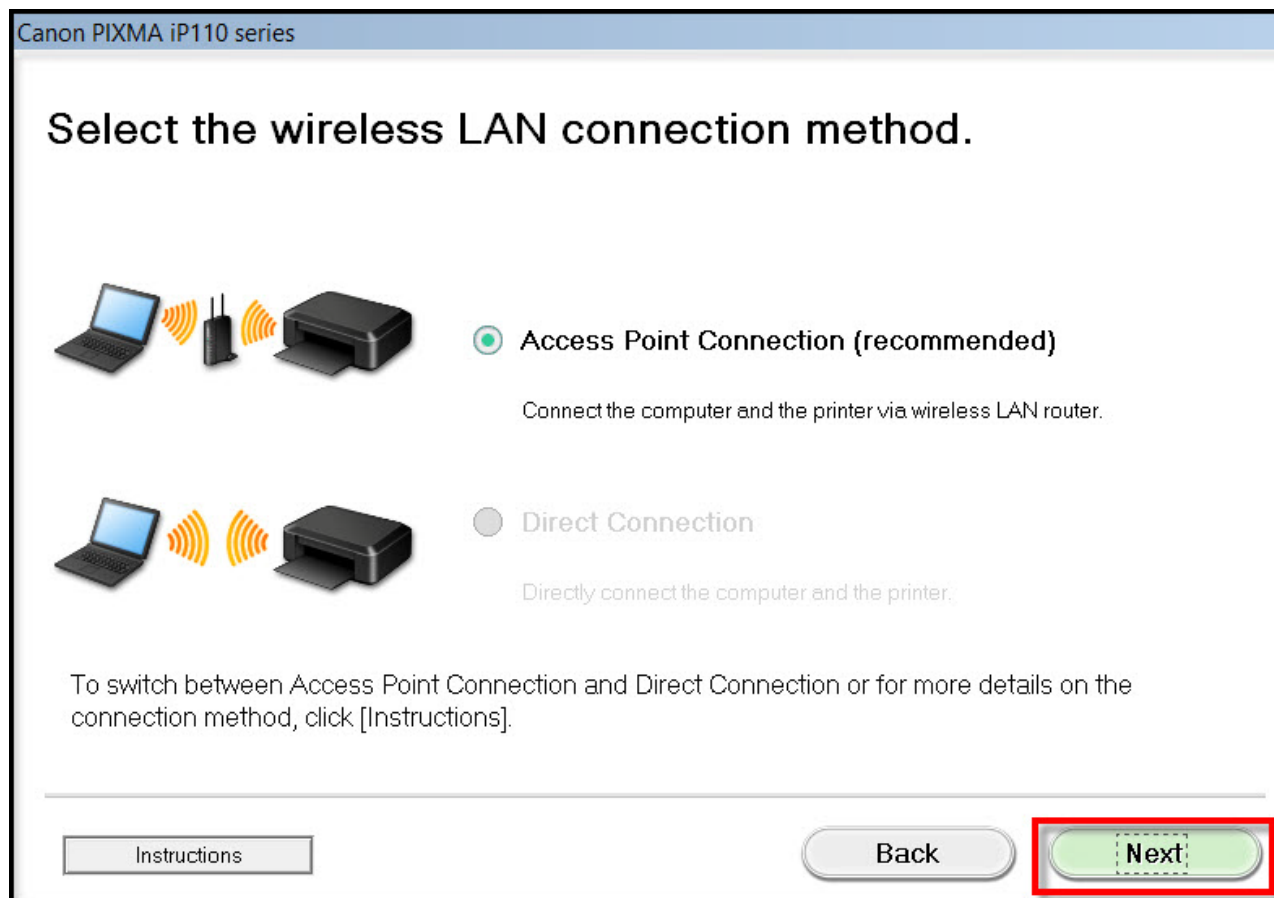 Canon PIXMA iP110 series
Select the wireless LAN connection method.
Access Point Connection (recommended)
Connect the computer and the printer via wireless LAN router.
Direct Connection
Directly connect the computer and the printer.
To switch between Access Point Connection and Direct Connection or for more details on the
connection method, click [Instructions].
Instructions
Back
Next